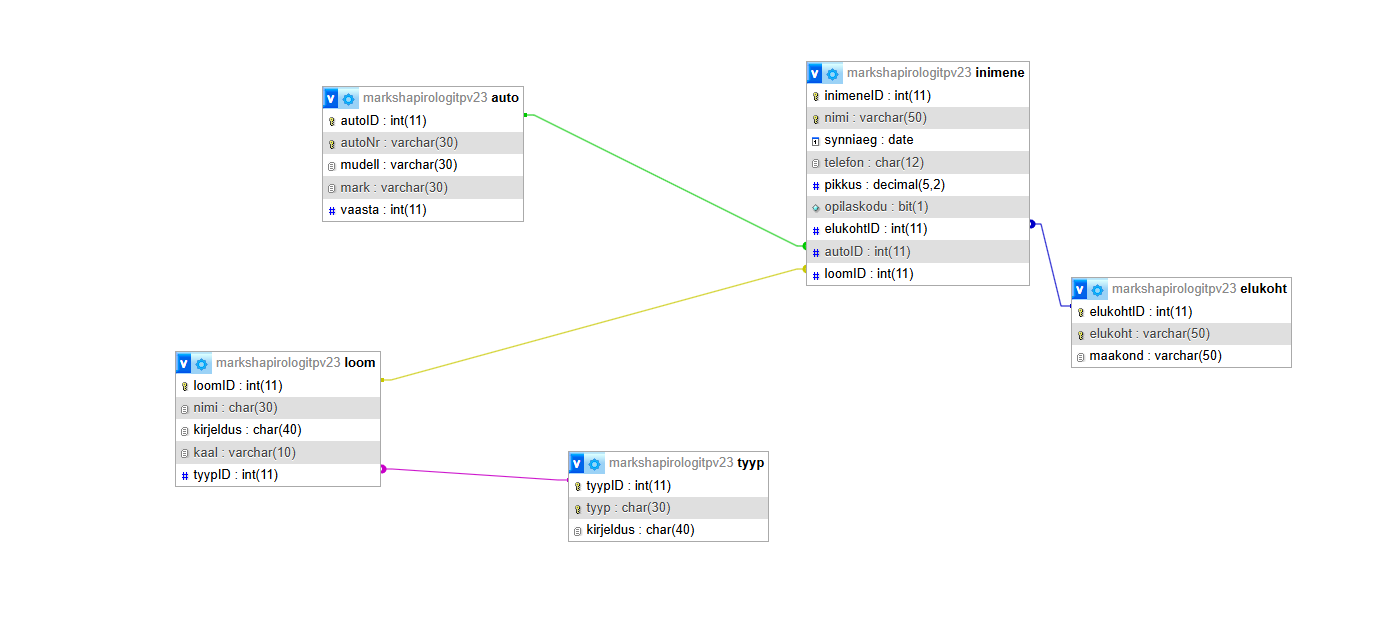 markshapirologitpv23 auto
autoID : int(11)
autoNr : varchar(30)
mudell : varchar(30)
mark : varchar(30)
vaasta : int(11)
markshapirologitpv23 inimene
inimeneID : int(11)
nimi : varchar(50)
synniaeg : date
telefon : char(12)
pikkus : decimal(5,2)
opilaskodu : bit(1)
elukohtID : int(11)
autoID : int(11)
loomID : int(11)
markshapirologitpv23 elukoht
elukohtID : int(11)
elukoht : varchar(50)
maakond : varchar(50)
markshapirologitpv23 loom
loomID : int(11)
nimi : char(30)
kirjeldus : char(40)
kaal : varchar(10)
tyypID : int(11)
markshapirologitpv23 tyyp
tyypID : int(11)
tyyp : char(30)
kirjeldus : char(40)